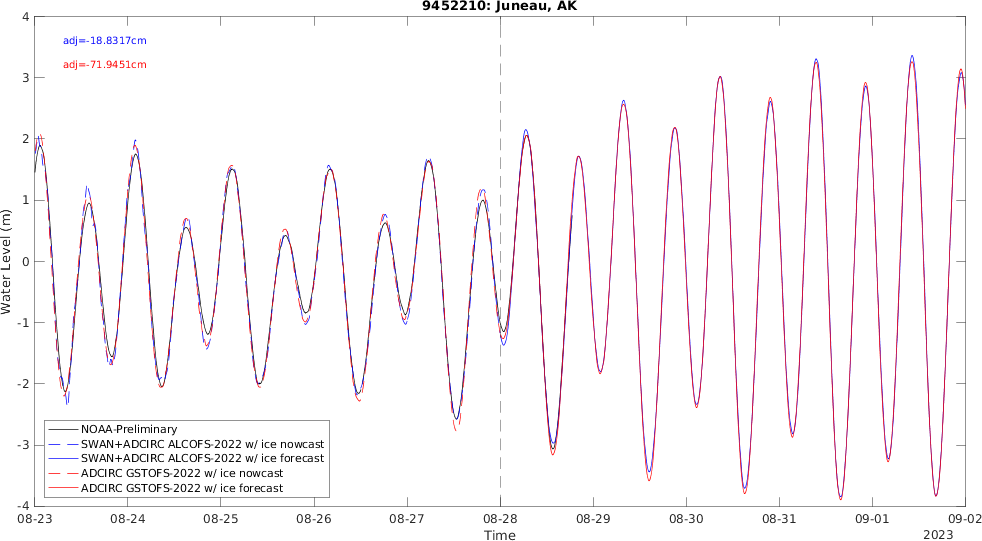 9452210: Juneau, AK
adj=-18.8317cm
adj=-71.9451cm
4
3
2
1
0
-1
-2
-3
-4
Water Level (m)
NOAA-Preliminary
SWAN+ADCIRC ALCOFS-2022 w/ ice nowcast
SWAN+ADCIRC ALCOFS-2022 w/ ice forecast
ADCIRC GSTOFS-2022 w/ ice nowcast
ADCIRC GSTOFS-2022 w/ ice forecast
08-23 08-24 08-25 08-26 08-27 08-28 08-29 08-30 08-31 09-01 09-02
Time
2023